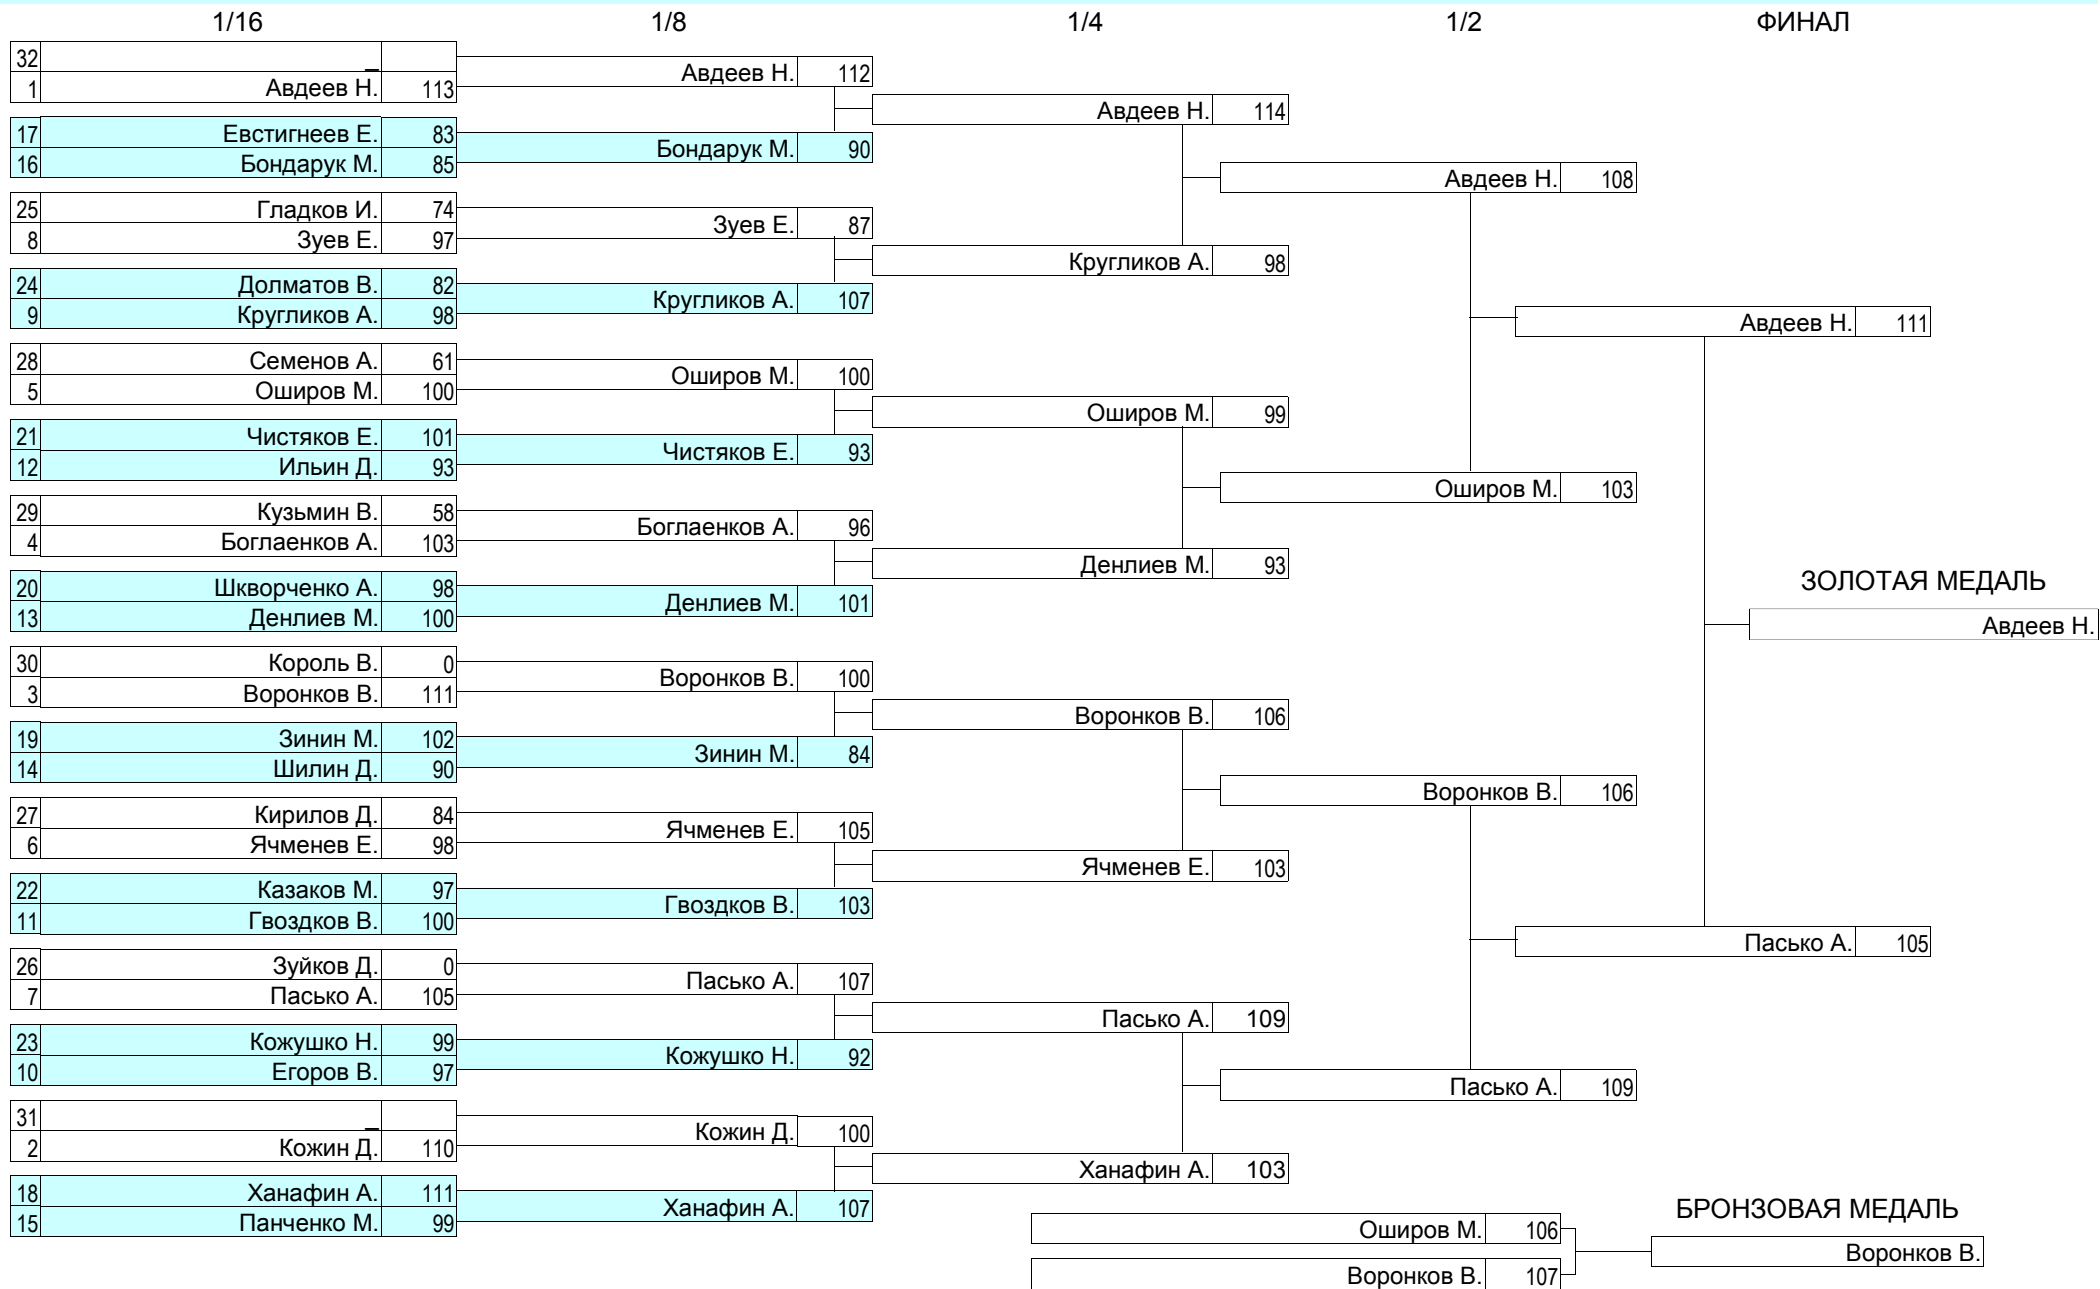 1/16 1/8 1/4 1/2 ФИНАЛ
32 _
1 Авдеев Н. 113
17 Евстигнеев Е. 83
16 Бондарук М. 85
25 Гладков И. 74
8 Зуев Е. 97
24 Долматов В. 82
9 Кругликов А. 98
28 Семенов А. 61
5 Оширов М. 100
21 Чистяков Е. 101
12 Ильин Д. 93
29 Кузьмин В. 58
4 Боглаенков А. 103
20 Шкворченко А. 98
13 Денлиев М. 100
30 Король В. 0
3 Воронков В. 111
19 Зинин М. 102
14 Шилин Д. 90
27 Кирилов Д. 84
6 Ячменев Е. 98
22 Казаков М. 97
11 Гвоздков В. 100
26 Зуйков Д. 0
7 Пасько А. 105
23 Кожушко Н. 99
10 Егоров В. 97
31 _
2 Кожин Д. 110
18 Ханафин А. 111
15 Панченко М. 99
Авдеев Н. 112
Бондарук М. 90
Зуев Е. 87
Кругликов А. 107
Оширов М. 100
Чистяков Е. 93
Боглаенков А. 96
Денлиев М. 101
Воронков В. 100
Зинин М. 84
Ячменев Е. 105
Гвоздков В. 103
Пасько А. 107
Кожушко Н. 92
Кожин Д. 100
Ханафин А. 107
Авдеев Н. 114
Кругликов А. 98
Оширов М. 99
Денлиев М. 93
Воронков В. 106
Ячменев Е. 103
Пасько А. 109
Ханафин А. 103
Авдеев Н. 108
Оширов М. 103
Воронков В. 106
Пасько А. 109
Авдеев Н. 111
Пасько А. 105
ЗОЛОТАЯ МЕДАЛЬ
Авдеев Н.
Оширов М. 106
Воронков В. 107
БРОНЗОВАЯ МЕДАЛЬ
Воронков В.